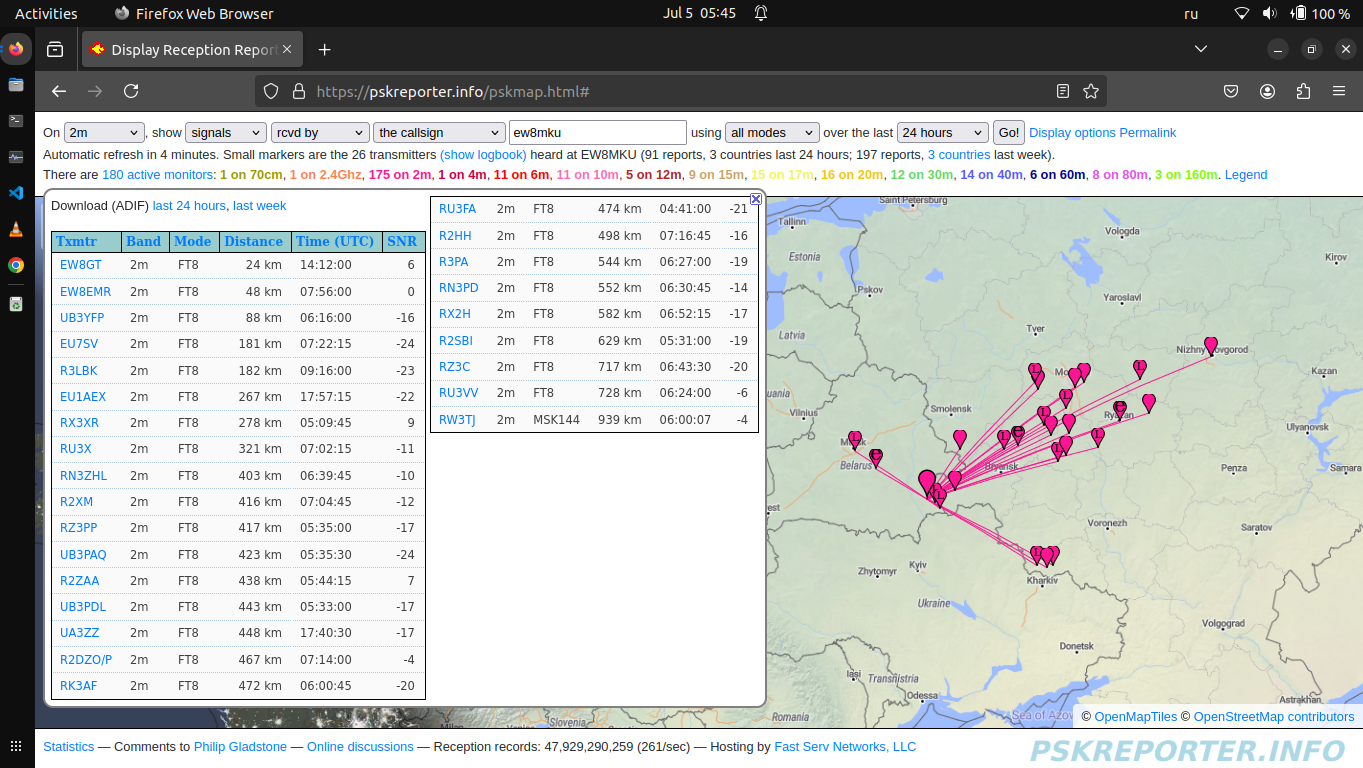 Activities Firefox Web Browser Jul 5 05:45 ru 100 %
Display Reception Report
https://pskreporter.info/pskmap.html#
On 2m , show signals rcvd by the callsign ew8mku using all modes over the last 24 hours Go! Display options Permalink
Automatic refresh in 4 minutes. Small markers are the 26 transmitters (show logbook) heard at EW8MKU (91 reports, 3 countries last 24 hours; 197 reports, 3 countries last week).
There are 180 active monitors: 1 on 70cm, 1 on 2.4Ghz, 175 on 2m, 1 on 4m, 11 on 6m, 11 on 10m, 5 on 12m, 9 on 15m, 15 on 17m, 16 on 20m, 12 on 30m, 14 on 40m, 6 on 60m, 8 on 80m, 3 on 160m. Legend
Download (ADIF) last 24 hours, last week
Txmtr Band Mode Distance Time (UTC) SNR
EW8GT 2m FT8 24 km 14:12:00 6
EW8EMR 2m FT8 48 km 07:56:00 0
UB3YFP 2m FT8 88 km 06:16:00 -16
EU7SV 2m FT8 181 km 07:22:15 -24
R3LBK 2m FT8 182 km 09:16:00 -23
EU1AEX 2m FT8 267 km 17:57:15 -22
RX3XR 2m FT8 278 km 05:09:45 9
RU3X 2m FT8 321 km 07:02:15 -11
RN3ZHL 2m FT8 403 km 06:39:45 -10
R2XM 2m FT8 416 km 07:04:45 -12
RZ3PP 2m FT8 417 km 05:35:00 -17
UB3PAQ 2m FT8 423 km 05:35:30 -24
R2ZAA 2m FT8 438 km 05:44:15 7
UB3PDL 2m FT8 443 km 05:33:00 -17
UA3ZZ 2m FT8 448 km 17:40:30 -17
R2DZO/P 2m FT8 467 km 07:14:00 -4
RK3AF 2m FT8 472 km 06:00:45 -20
RU3FA 2m FT8 474 km 04:41:00 -21
R2HH 2m FT8 498 km 07:16:45 -16
R3PA 2m FT8 544 km 06:27:00 -19
RN3PD 2m FT8 552 km 06:30:45 -14
RX2H 2m FT8 582 km 06:52:15 -17
R2SBI 2m FT8 629 km 05:31:00 -19
RZ3C 2m FT8 717 km 06:43:30 -20
RU3VV 2m FT8 728 km 06:24:00 -6
RW3TJ 2m MSK144 939 km 06:00:07 -4
Saint Petersburg
Tallinn
Vologda
Estonia
Kirov
Pskov
Yaroslavl
Latvia
Tver
Nizhny Novgorod
Kazan
Vilnius
Smolensk
Ryazan
Ulyanovsk
Belarus
Bryansk
Penza
Samara
Voronezh
Saratov
Zhytomyr
Kyiv
Kharkiv
Ukraine
Volgograd
Donetsk
Iasi
Transnistria
Odessa
Astrakhan
Romania
Sea of Azov
Milan
Venice
Slovenia
© OpenMapTiles © OpenStreetMap contributors
Statistics — Comments to Philip Gladstone — Online discussions — Reception records: 47,929,290,259 (261/sec) — Hosting by Fast Serv Networks, LLC
PSKREPORTER.INFO